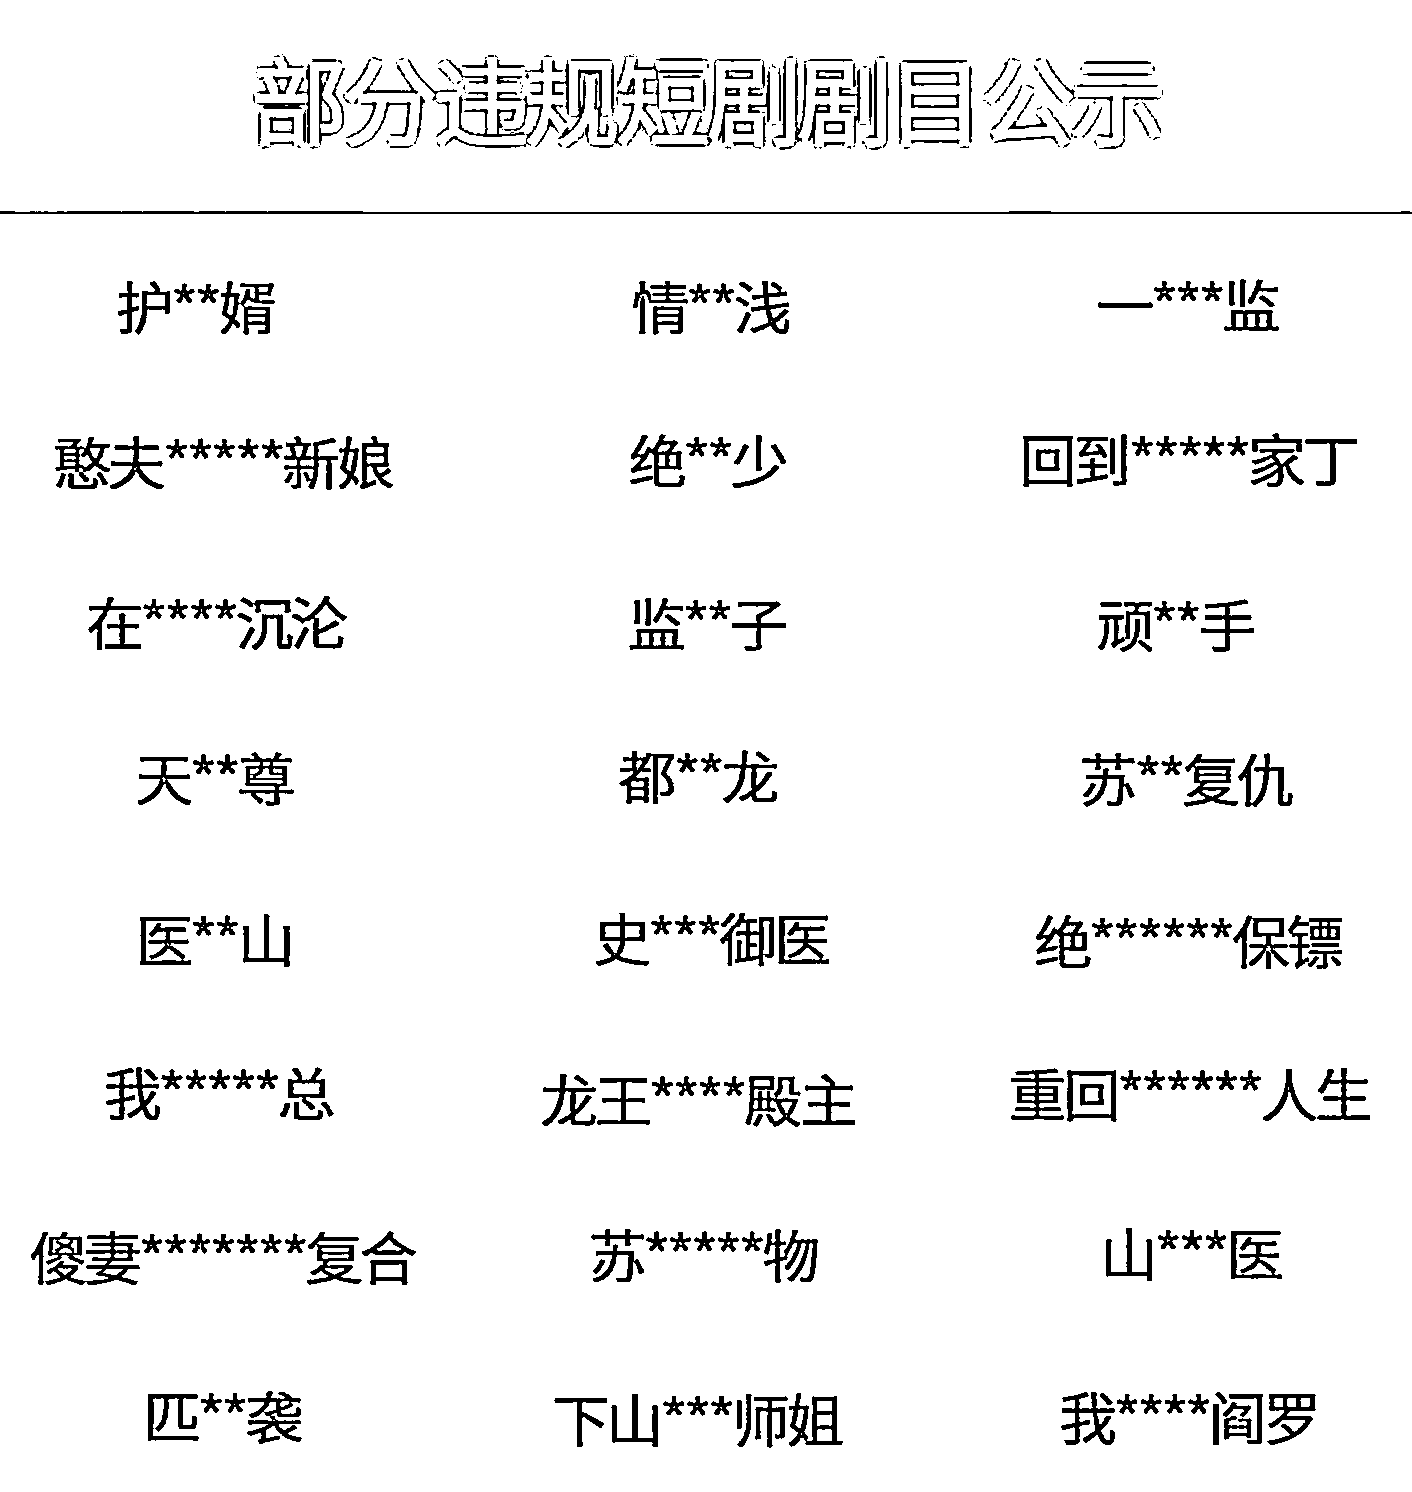 部分违规短剧剧目公示
护**婿 情**浅 一***监
憨夫*****新娘 绝**少 回到*****家丁
在****沉沦 监**子 顽**手
天**尊 都**龙 苏**复仇
医**山 史***御医 绝******保镖
我*****总 龙王****殿主 重回******人生
傻妻*******复合 苏*****物 山***医
匹**袭 下山***师姐 我****阎罗